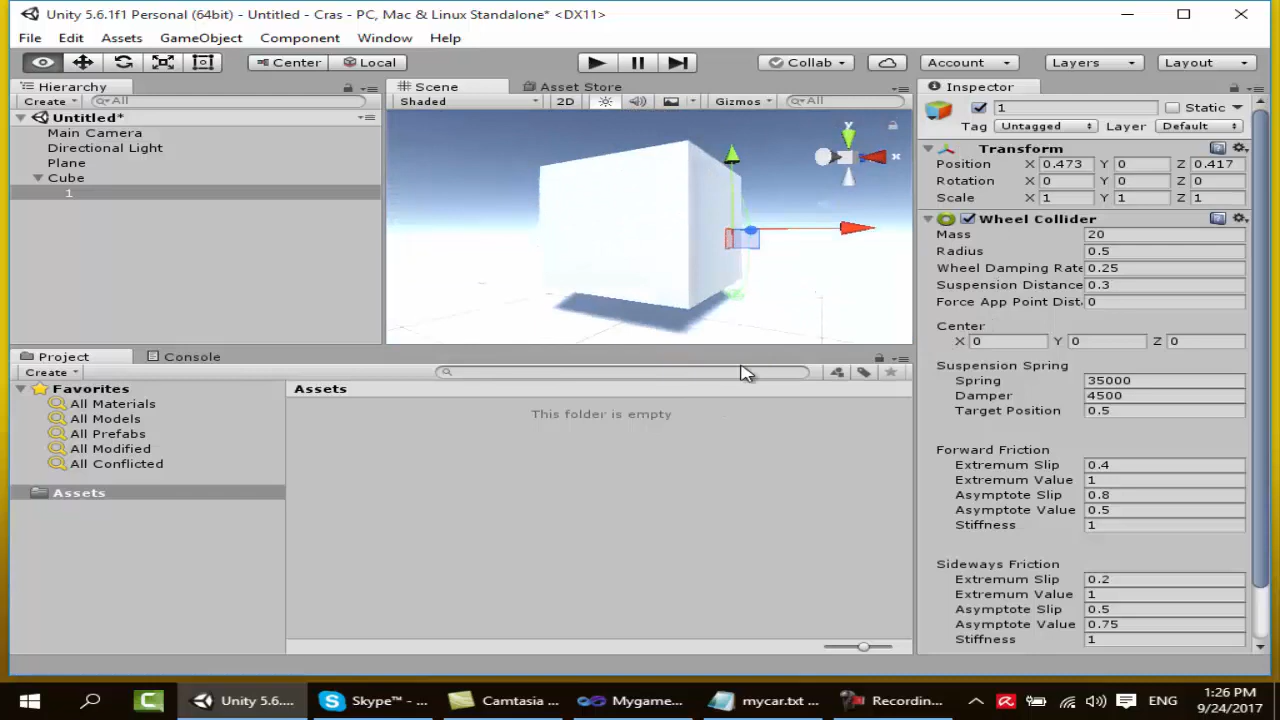 Unity 5.6.1f1 Personal (64bit) - Untitled - Cras - PC, Mac & Linux Standalone* <DX11>
File Edit Assets GameObject Component Window Help
Center Local Collab Account Layers Layout
Hierarchy
Create All
Untitled*
Main Camera
Directional Light
Plane
Cube
1
Scene Asset Store
Shaded 2D Gizmos All
y
x
Inspector
1 Static
Tag Untagged Layer Default
Transform
Position X 0.473 Y 0 Z 0.417
Rotation X 0 Y 0 Z 0
Scale X 1 Y 1 Z 1
Wheel Collider
Mass 20
Radius 0.5
Wheel Damping Rate 0.25
Suspension Distance 0.3
Force App Point Dist. 0
Center
X 0 Y 0 Z 0
Suspension Spring
Spring 35000
Damper 4500
Target Position 0.5
Forward Friction
Extremum Slip 0.4
Extremum Value 1
Asymptote Slip 0.8
Asymptote Value 0.5
Stiffness 1
Sideways Friction
Extremum Slip 0.2
Extremum Value 1
Asymptote Slip 0.5
Asymptote Value 0.75
Stiffness 1
Project Console
Create
Favorites
All Materials
All Models
All Prefabs
All Modified
All Conflicted
Assets
Assets
This folder is empty
Unity 5.6.... Skype™ - ... Camtasia ... Mygame... mycar.txt ... Recordin... ENG
1:26 PM
9/24/2017